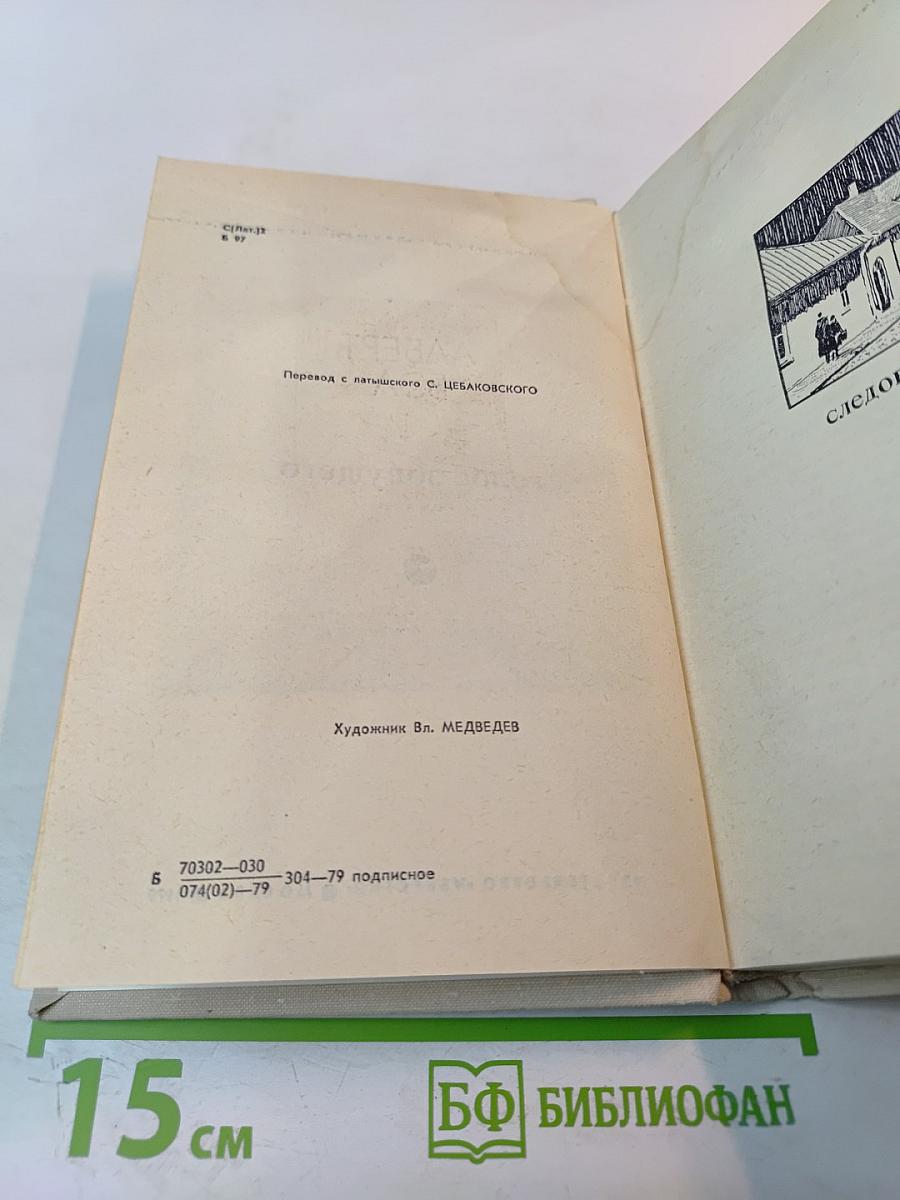 С(Лат.)2
Б 97
Перевод с латышского С. ЦЕБАКОВСКОГО
Художник Вл. МЕДВЕДЕВ
Б 70302—030
074(02)—79 304—79 подписное
15 см
БФ БИБЛИОФАН